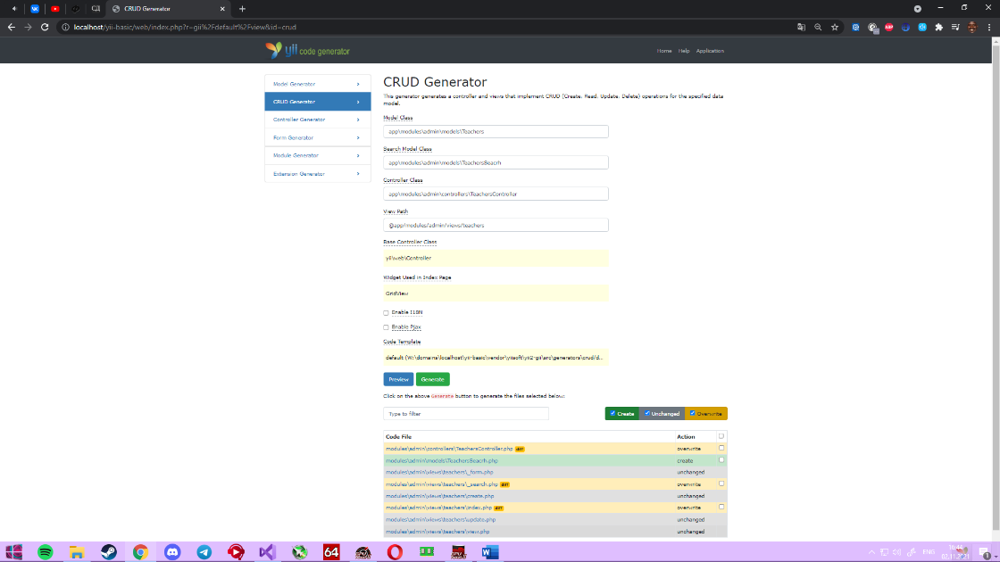 CRUD Generator
localhost/yii-basic/web/index.php?r=gii%2Fdefault%2Fview&id=crud
yii code generator
Home Help Application
Model Generator
CRUD Generator
Controller Generator
Form Generator
Module Generator
Extension Generator
CRUD Generator
This generator generates a controller and views that implement CRUD (Create, Read, Update, Delete) operations for the specified data
model.
Model Class
app\modules\admin\models\Teachers
Search Model Class
app\modules\admin\models\TeachersBeacrh
Controller Class
app\modules\admin\controllers\TeachersController
View Path
@app/modules/admin/views/teachers
Base Controller Class
yii\web\Controller
Widget Used in Index Page
GridView
Enable I18N
Enable Pjax
Code Template
default (W:\domains\localhost\yii-basic\vendor\yiisoft\yii2-gii\src\generators\crud/d...
Preview Generate
Click on the above Generate button to generate the files selected below:
Type to filter
Create Unchanged Overwrite
Code File Action
modules\admin\controllers\TeachersController.php diff overwrite
modules\admin\models\TeachersBeacrh.php create
modules\admin\views\teachers\_form.php unchanged
modules\admin\views\teachers\_search.php diff overwrite
modules\admin\views\teachers\create.php unchanged
modules\admin\views\teachers\index.php diff overwrite
modules\admin\views\teachers\update.php unchanged
modules\admin\views\teachers\view.php unchanged
64
ENG